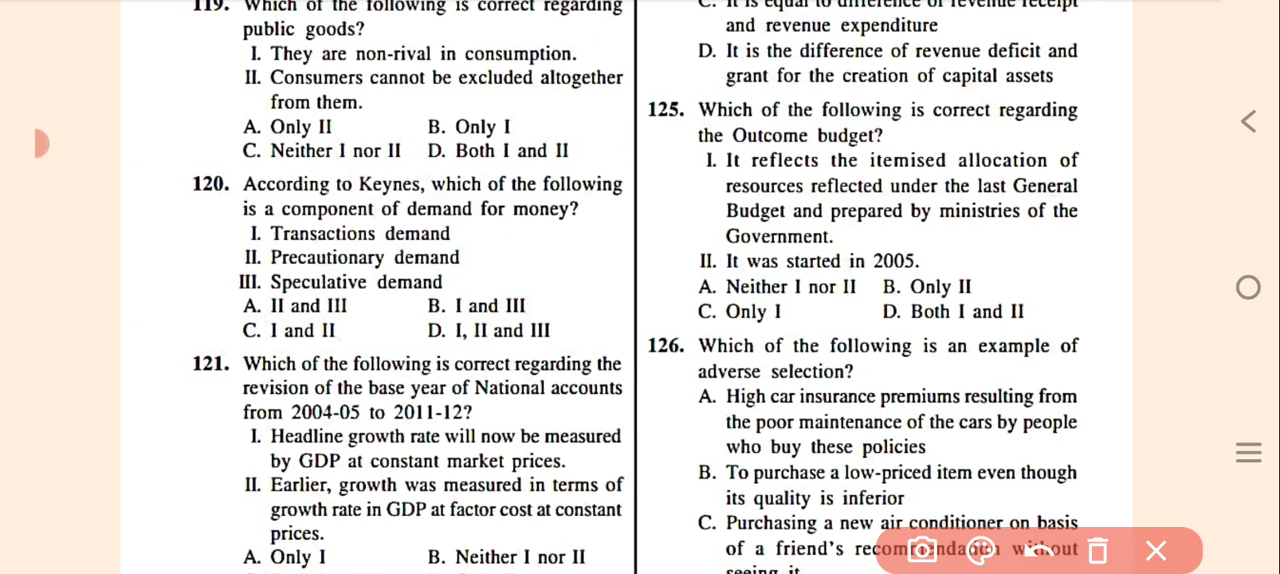 119. Which of the following is correct regarding
public goods?
I. They are non-rival in consumption.
II. Consumers cannot be excluded altogether
from them.
A. Only II B. Only I
C. Neither I nor II D. Both I and II
120. According to Keynes, which of the following
is a component of demand for money?
I. Transactions demand
II. Precautionary demand
III. Speculative demand
A. II and III B. I and III
C. I and II D. I, II and III
121. Which of the following is correct regarding the
revision of the base year of National accounts
from 2004-05 to 2011-12?
I. Headline growth rate will now be measured
by GDP at constant market prices.
II. Earlier, growth was measured in terms of
growth rate in GDP at factor cost at constant
prices.
A. Only I B. Neither I nor II
C. It is equal to difference of revenue receipt
and revenue expenditure
D. It is the difference of revenue deficit and
grant for the creation of capital assets
125. Which of the following is correct regarding
the Outcome budget?
I. It reflects the itemised allocation of
resources reflected under the last General
Budget and prepared by ministries of the
Government.
II. It was started in 2005.
A. Neither I nor II B. Only II
C. Only I D. Both I and II
126. Which of the following is an example of
adverse selection?
A. High car insurance premiums resulting from
the poor maintenance of the cars by people
who buy these policies
B. To purchase a low-priced item even though
its quality is inferior
C. Purchasing a new air conditioner on basis
of a friend's recommendation without
seeing it